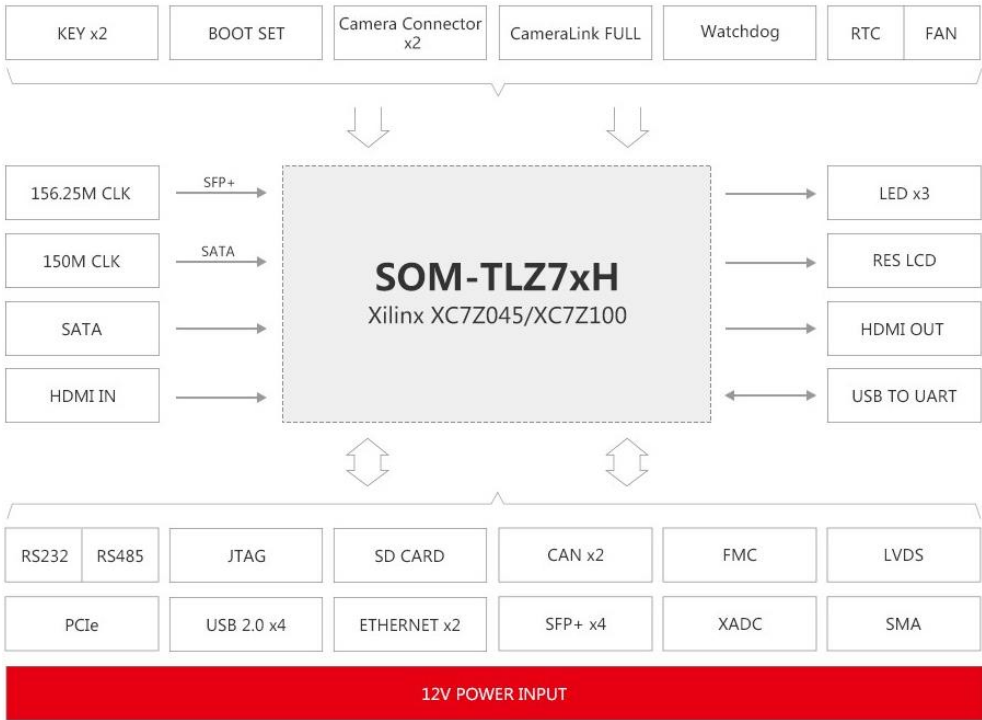 KEY x2
BOOT SET
Camera Connector
x2
CameraLink FULL
Watchdog
RTC
FAN
156.25M CLK
SFP+
LED x3
150M CLK
SATA
RES LCD
SOM-TLZ7xH
Xilinx XC7Z045/XC7Z100
SATA
HDMI OUT
HDMI IN
USB TO UART
RS232
RS485
JTAG
SD CARD
CAN x2
FMC
LVDS
PCIe
USB 2.0 x4
ETHERNET x2
SFP+ x4
XADC
SMA
12V POWER INPUT